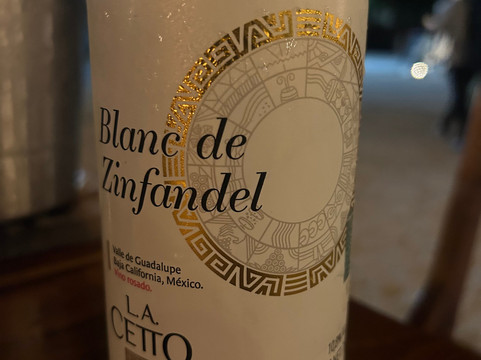 Blanc de
Zinfandel
Valle de Guadalupe
Baja California, México.
Vino rosado.
L.A.
CETTO